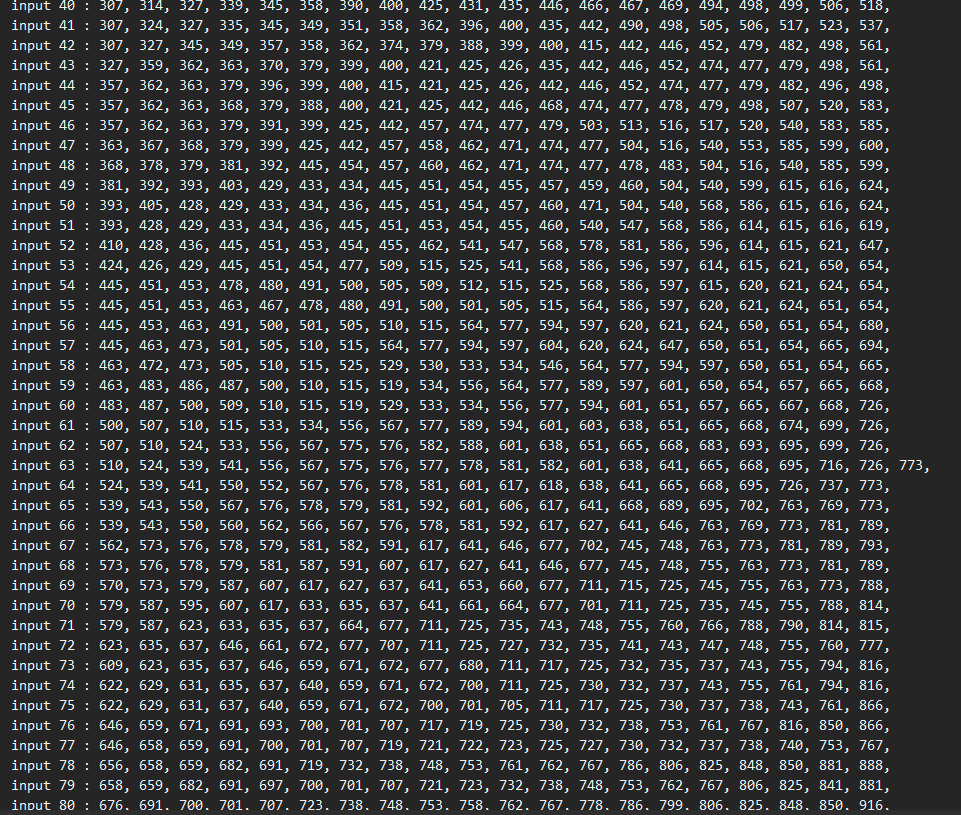 input 40 : 307, 314, 327, 339, 345, 358, 390, 400, 425, 431, 435, 446, 466, 467, 469, 494, 498, 499, 506, 518,
input 41 : 307, 324, 327, 335, 345, 349, 351, 358, 362, 396, 400, 435, 442, 490, 498, 505, 506, 517, 523, 537,
input 42 : 307, 327, 345, 349, 357, 358, 362, 374, 379, 388, 399, 400, 415, 442, 446, 452, 479, 482, 498, 561,
input 43 : 327, 359, 362, 363, 370, 379, 399, 400, 421, 425, 426, 435, 442, 446, 452, 474, 477, 479, 498, 561,
input 44 : 357, 362, 363, 379, 396, 399, 400, 415, 421, 425, 426, 442, 446, 452, 474, 477, 479, 482, 496, 498,
input 45 : 357, 362, 363, 368, 379, 388, 400, 421, 425, 442, 446, 468, 474, 477, 478, 479, 498, 507, 520, 583,
input 46 : 357, 362, 363, 379, 391, 399, 425, 442, 457, 474, 477, 479, 503, 513, 516, 517, 520, 540, 583, 585,
input 47 : 363, 367, 368, 379, 399, 425, 442, 457, 458, 462, 471, 474, 477, 504, 516, 540, 553, 585, 599, 600,
input 48 : 368, 378, 379, 381, 392, 445, 454, 457, 460, 462, 471, 474, 477, 478, 483, 504, 516, 540, 585, 599,
input 49 : 381, 392, 393, 403, 429, 433, 434, 445, 451, 454, 455, 457, 459, 460, 504, 540, 599, 615, 616, 624,
input 50 : 393, 405, 428, 429, 433, 434, 436, 445, 451, 454, 457, 460, 471, 504, 540, 568, 586, 615, 616, 624,
input 51 : 393, 428, 429, 433, 434, 436, 445, 451, 453, 454, 455, 460, 540, 547, 568, 586, 614, 615, 616, 619,
input 52 : 410, 428, 436, 445, 451, 453, 454, 455, 462, 541, 547, 568, 578, 581, 586, 596, 614, 615, 621, 647,
input 53 : 424, 426, 429, 445, 451, 454, 477, 509, 515, 525, 541, 568, 586, 596, 597, 614, 615, 621, 650, 654,
input 54 : 445, 451, 453, 478, 480, 491, 500, 505, 509, 512, 515, 525, 568, 586, 597, 615, 620, 621, 624, 654,
input 55 : 445, 451, 453, 463, 467, 478, 480, 491, 500, 501, 505, 515, 564, 586, 597, 620, 621, 624, 651, 654,
input 56 : 445, 453, 463, 491, 500, 501, 505, 510, 515, 564, 577, 594, 597, 620, 621, 624, 650, 651, 654, 680,
input 57 : 445, 463, 473, 501, 505, 510, 515, 564, 577, 594, 597, 604, 620, 624, 647, 650, 651, 654, 665, 694,
input 58 : 463, 472, 473, 505, 510, 515, 525, 529, 530, 533, 534, 546, 564, 577, 594, 597, 650, 651, 654, 665,
input 59 : 463, 483, 486, 487, 500, 510, 515, 519, 534, 556, 564, 577, 589, 597, 601, 650, 654, 657, 665, 668,
input 60 : 483, 487, 500, 509, 510, 515, 519, 529, 533, 534, 556, 577, 594, 601, 651, 657, 665, 667, 668, 726,
input 61 : 500, 507, 510, 515, 533, 534, 556, 567, 577, 589, 594, 601, 603, 638, 651, 665, 668, 674, 699, 726,
input 62 : 507, 510, 524, 533, 556, 567, 575, 576, 582, 588, 601, 638, 651, 665, 668, 683, 693, 695, 699, 726,
input 63 : 510, 524, 539, 541, 556, 567, 575, 576, 577, 578, 581, 582, 601, 638, 641, 665, 668, 695, 716, 726, 773,
input 64 : 524, 539, 541, 550, 552, 567, 576, 578, 581, 601, 617, 618, 638, 641, 665, 668, 695, 726, 737, 773,
input 65 : 539, 543, 550, 567, 576, 578, 579, 581, 592, 601, 606, 617, 641, 668, 689, 695, 702, 763, 769, 773,
input 66 : 539, 543, 550, 560, 562, 566, 567, 576, 578, 581, 592, 617, 627, 641, 646, 763, 769, 773, 781, 789,
input 67 : 562, 573, 576, 578, 579, 581, 582, 591, 617, 641, 646, 677, 702, 745, 748, 763, 773, 781, 789, 793,
input 68 : 573, 576, 578, 579, 581, 587, 591, 607, 617, 627, 641, 646, 677, 745, 748, 755, 763, 773, 781, 789,
input 69 : 570, 573, 579, 587, 607, 617, 627, 637, 641, 653, 660, 677, 711, 715, 725, 745, 755, 763, 773, 788,
input 70 : 579, 587, 595, 607, 617, 633, 635, 637, 641, 661, 664, 677, 701, 711, 725, 735, 745, 755, 788, 814,
input 71 : 579, 587, 623, 633, 635, 637, 664, 677, 711, 725, 735, 743, 748, 755, 760, 766, 788, 790, 814, 815,
input 72 : 623, 635, 637, 646, 661, 672, 677, 707, 711, 725, 727, 732, 735, 741, 743, 747, 748, 755, 760, 777,
input 73 : 609, 623, 635, 637, 646, 659, 671, 672, 677, 680, 711, 717, 725, 732, 735, 737, 743, 755, 794, 816,
input 74 : 622, 629, 631, 635, 637, 640, 659, 671, 672, 700, 711, 725, 730, 732, 737, 743, 755, 761, 794, 816,
input 75 : 622, 629, 631, 637, 640, 659, 671, 672, 700, 701, 705, 711, 717, 725, 730, 737, 738, 743, 761, 866,
input 76 : 646, 659, 671, 691, 693, 700, 701, 707, 717, 719, 725, 730, 732, 738, 753, 761, 767, 816, 850, 866,
input 77 : 646, 658, 659, 691, 700, 701, 707, 719, 721, 722, 723, 725, 727, 730, 732, 737, 738, 740, 753, 767,
input 78 : 656, 658, 659, 682, 691, 719, 732, 738, 748, 753, 761, 762, 767, 786, 806, 825, 848, 850, 881, 888,
input 79 : 658, 659, 682, 691, 697, 700, 701, 707, 721, 723, 732, 738, 748, 753, 762, 767, 806, 825, 841, 881,
input 80 : 676, 691, 700, 701, 707, 723, 738, 748, 753, 758, 762, 767, 778, 786, 799, 806, 825, 848, 850, 916,